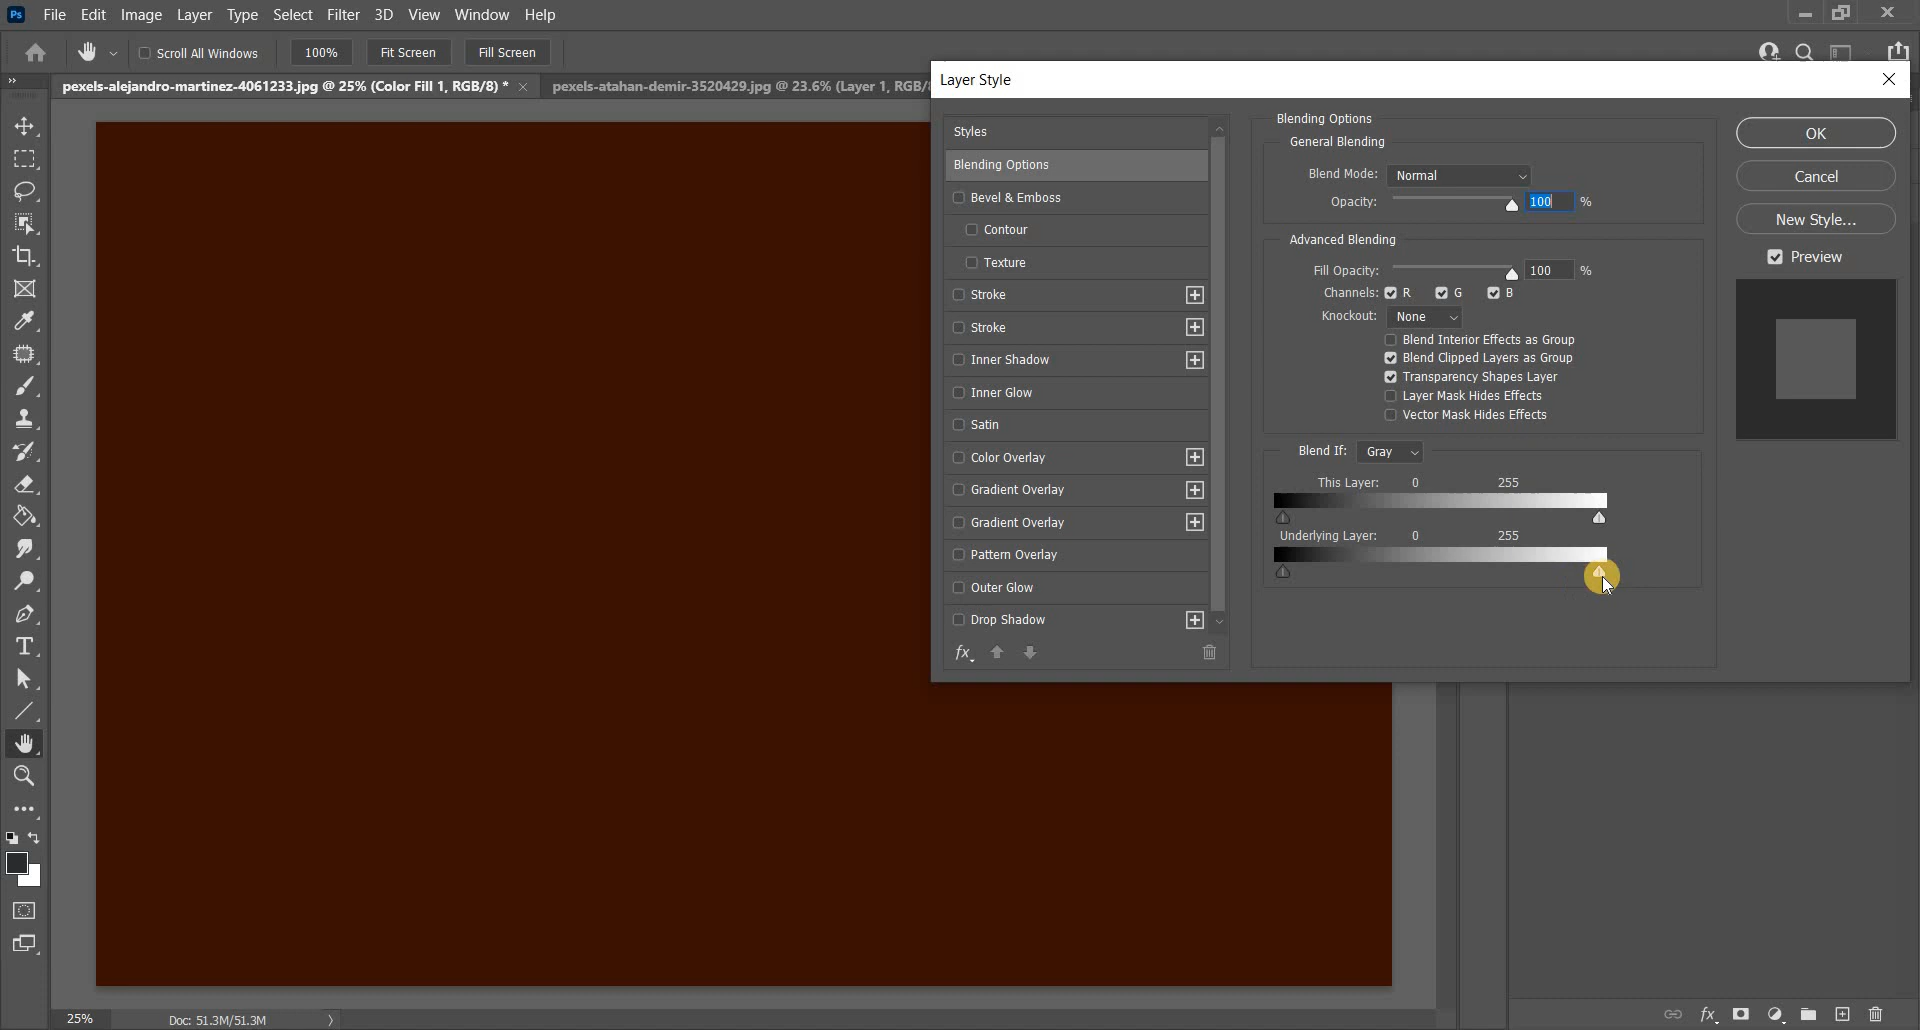 Ps File Edit Image Layer Type Select Filter 3D View Window Help
Scroll All Windows 100% Fit Screen Fill Screen
pexels-alejandro-martinez-4061233.jpg @ 25% (Color Fill 1, RGB/8) * × pexels-atahan-demir-3520429.jpg @ 23.6% (Layer 1, RGB/
Layer Style
Styles
Blending Options
Bevel & Emboss
Contour
Texture
Stroke
Stroke
Inner Shadow
Inner Glow
Satin
Color Overlay
Gradient Overlay
Gradient Overlay
Pattern Overlay
Outer Glow
Drop Shadow
fx
Blending Options
General Blending
Blend Mode: Normal
Opacity: 100 %
Advanced Blending
Fill Opacity: 100 %
Channels: R G B
Knockout: None
Blend Interior Effects as Group
Blend Clipped Layers as Group
Transparency Shapes Layer
Layer Mask Hides Effects
Vector Mask Hides Effects
Blend If: Gray
This Layer: 0 255
Underlying Layer: 0 255
OK
Cancel
New Style...
Preview
25% Doc: 51.3M/51.3M
fx